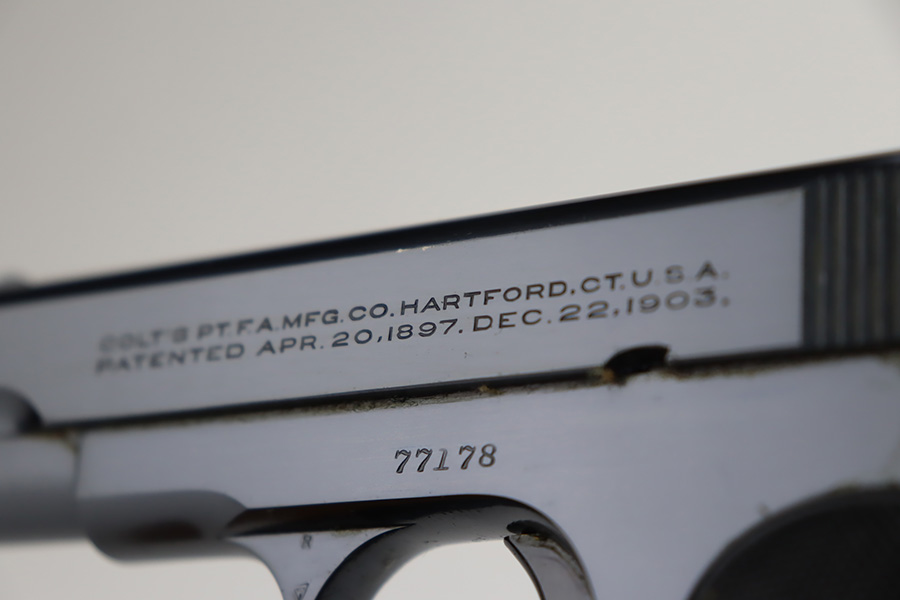 COLT'S PT.F.A.MFG.CO.HARTFORD,CT.U.S.A.
PATENTED APR.20,1897.DEC.22,1903.
77178
R